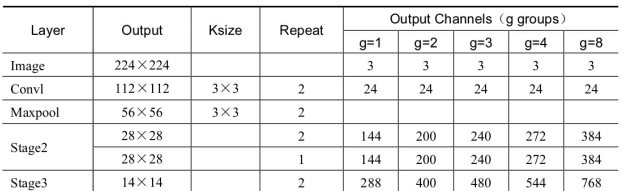 Layer Output Ksize Repeat Output Channels（g groups）
g=1 g=2 g=3 g=4 g=8
Image 224×224 3 3 3 3 3
Convl 112×112 3×3 2 24 24 24 24 24
Maxpool 56×56 3×3 2
Stage2 28×28 2 144 200 240 272 384
28×28 1 144 200 240 272 384
Stage3 14×14 2 288 400 480 544 768